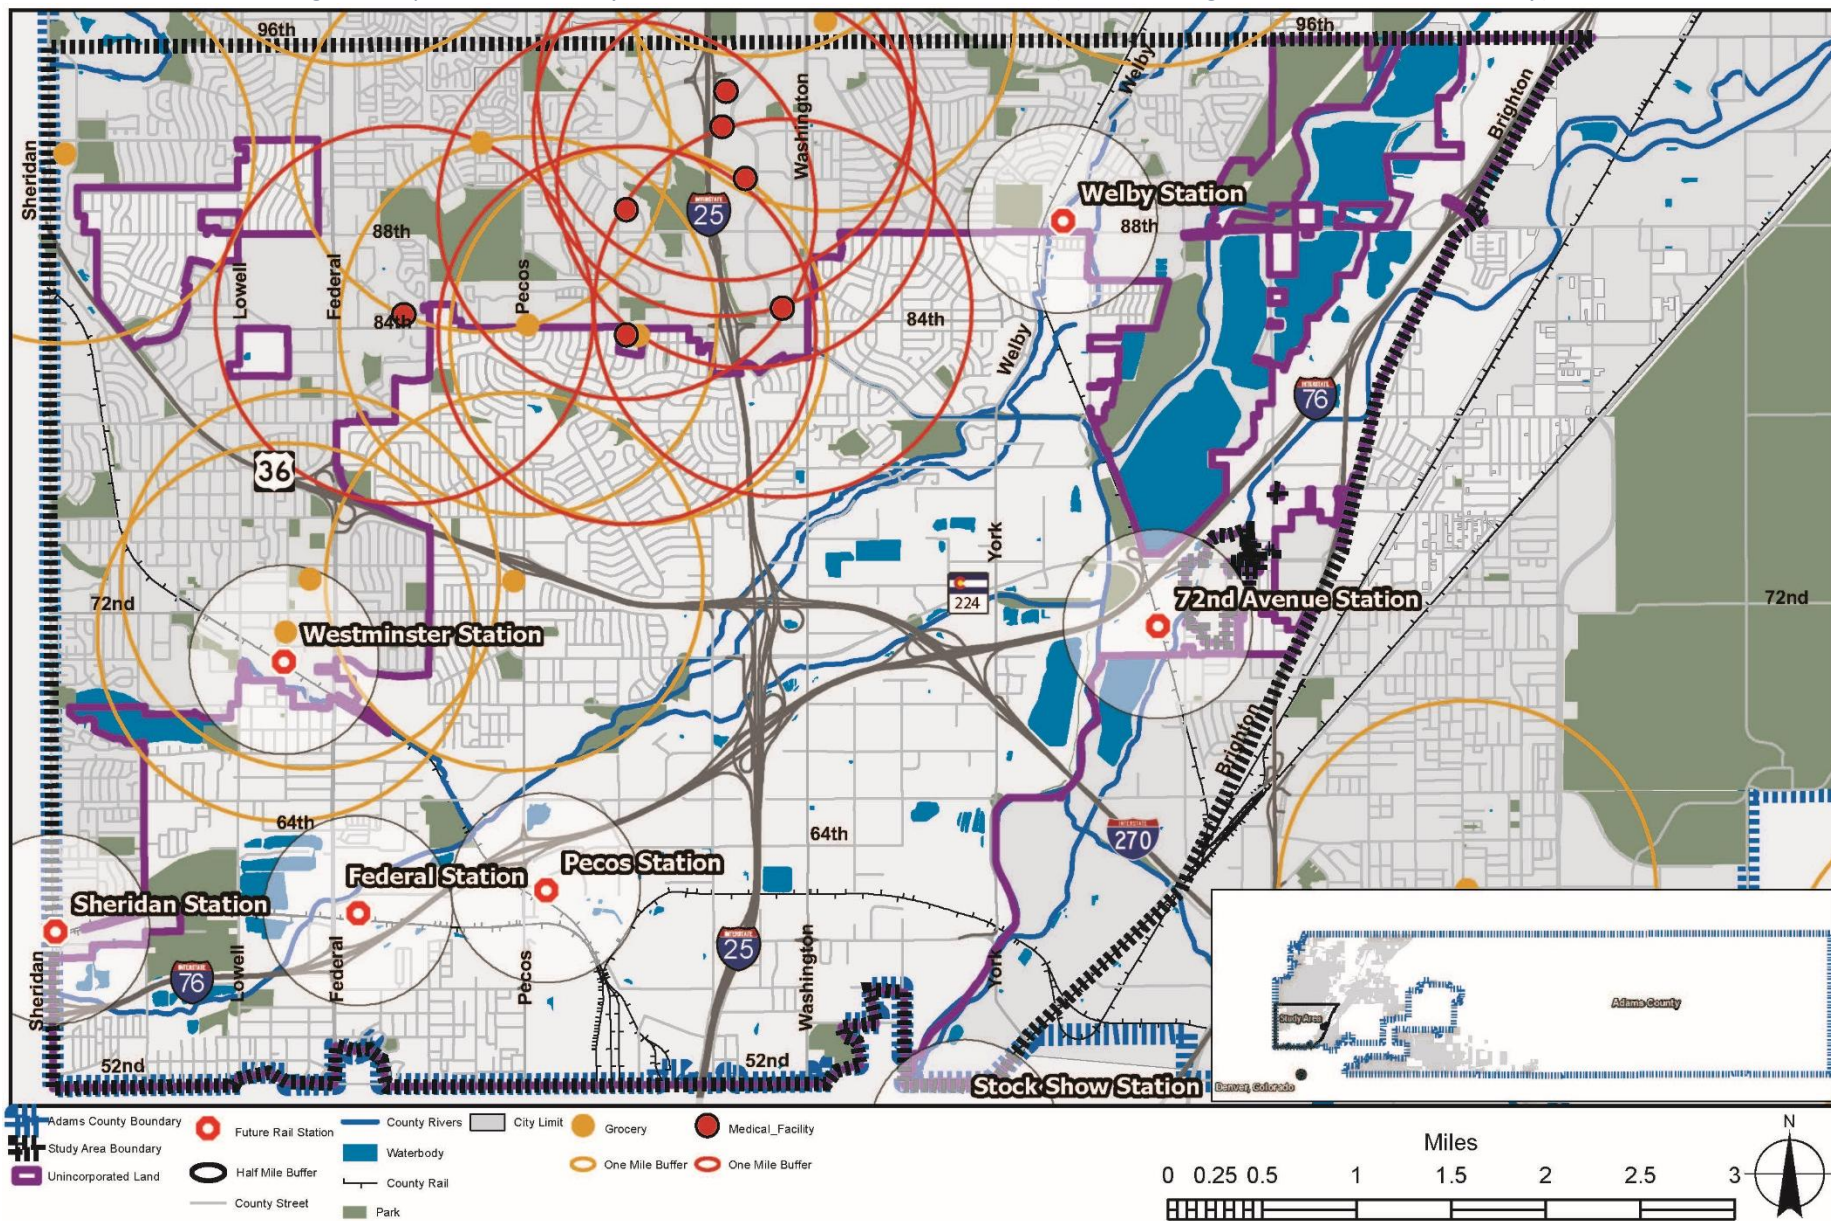 96th
96th
Welby
Brighton
Sheridan
Washington
INTERSTATE
25
Welby Station
88th
88th
Lowell
Federal
Pecos
84th
84th
Welby
INTERSTATE
76
36
York
224
72nd
72nd Avenue Station
72nd
Westminster Station
Brighton
64th
64th
INTERSTATE
270
Pecos Station
Federal Station
Sheridan Station
INTERSTATE
25
INTERSTATE
76
Sheridan
Lowell
Federal
Pecos
Washington
York
52nd
52nd
Stock Show Station
Adams County
Study Area
Denver, Colorado
Adams County Boundary
Study Area Boundary
Unincorporated Land
Future Rail Station
Half Mile Buffer
County Street
County Rivers
Waterbody
County Rail
Park
City Limit
Grocery
One Mile Buffer
Medical_Facility
One Mile Buffer
Miles
0 0.25 0.5 1 1.5 2 2.5 3
N